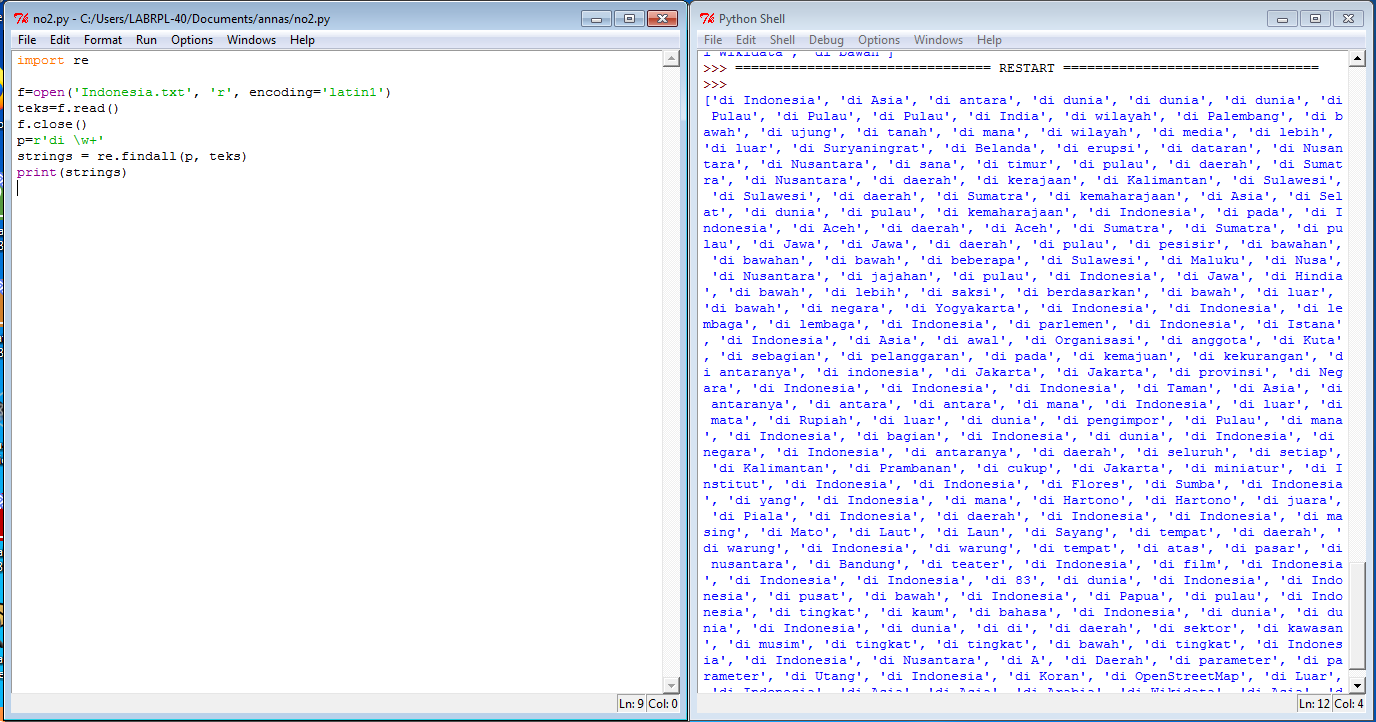 no2.py - C:/Users/LABRPL-40/Documents/annas/no2.py
File Edit Format Run Options Windows Help
import re
f=open('Indonesia.txt', 'r', encoding='latin1')
teks=f.read()
f.close()
p=r'di \w+'
strings = re.findall(p, teks)
print(strings)
Ln: 9 Col: 0
Python Shell
File Edit Shell Debug Options Windows Help
i Wikidata', 'di bawah']
>>> ================================ RESTART ================================
>>>
['di Indonesia', 'di Asia', 'di antara', 'di dunia', 'di dunia', 'di dunia', 'di
 Pulau', 'di Pulau', 'di Pulau', 'di India', 'di wilayah', 'di Palembang', 'di b
awah', 'di ujung', 'di tanah', 'di mana', 'di wilayah', 'di media', 'di lebih',
'di luar', 'di Suryaningrat', 'di Belanda', 'di erupsi', 'di dataran', 'di Nusan
tara', 'di Nusantara', 'di sana', 'di timur', 'di pulau', 'di daerah', 'di Sumat
ra', 'di Nusantara', 'di daerah', 'di kerajaan', 'di Kalimantan', 'di Sulawesi',
 'di Sulawesi', 'di daerah', 'di Sumatra', 'di kemaharajaan', 'di Asia', 'di Sel
at', 'di dunia', 'di pulau', 'di kemaharajaan', 'di Indonesia', 'di pada', 'di I
ndonesia', 'di Aceh', 'di daerah', 'di Aceh', 'di Sumatra', 'di Sumatra', 'di pu
lau', 'di Jawa', 'di Jawa', 'di daerah', 'di pulau', 'di pesisir', 'di bawahan',
 'di bawahan', 'di bawah', 'di beberapa', 'di Sulawesi', 'di Maluku', 'di Nusa',
 'di Nusantara', 'di jajahan', 'di pulau', 'di Indonesia', 'di Jawa', 'di Hindia
', 'di bawah', 'di lebih', 'di saksi', 'di berdasarkan', 'di bawah', 'di luar',
'di bawah', 'di negara', 'di Yogyakarta', 'di Indonesia', 'di Indonesia', 'di le
mbaga', 'di lembaga', 'di Indonesia', 'di parlemen', 'di Indonesia', 'di Istana'
, 'di Indonesia', 'di Asia', 'di awal', 'di Organisasi', 'di anggota', 'di Kuta'
, 'di sebagian', 'di pelanggaran', 'di pada', 'di kemajuan', 'di kekurangan', 'd
i antaranya', 'di indonesia', 'di Jakarta', 'di Jakarta', 'di provinsi', 'di Neg
ara', 'di Indonesia', 'di Indonesia', 'di Indonesia', 'di Taman', 'di Asia', 'di
 antaranya', 'di antara', 'di antara', 'di mana', 'di Indonesia', 'di luar', 'di
 mata', 'di Rupiah', 'di luar', 'di dunia', 'di pengimpor', 'di Pulau', 'di mana
', 'di Indonesia', 'di bagian', 'di Indonesia', 'di dunia', 'di Indonesia', 'di
negara', 'di Indonesia', 'di antaranya', 'di daerah', 'di seluruh', 'di setiap',
 'di Kalimantan', 'di Prambanan', 'di cukup', 'di Jakarta', 'di miniatur', 'di I
nstitut', 'di Indonesia', 'di Indonesia', 'di Flores', 'di Sumba', 'di Indonesia
', 'di yang', 'di Indonesia', 'di mana', 'di Hartono', 'di Hartono', 'di juara',
 'di Piala', 'di Indonesia', 'di daerah', 'di Indonesia', 'di Indonesia', 'di ma
sing', 'di Mato', 'di Laut', 'di Laun', 'di Sayang', 'di tempat', 'di daerah', '
di warung', 'di Indonesia', 'di warung', 'di tempat', 'di atas', 'di pasar', 'di
 nusantara', 'di Bandung', 'di teater', 'di Indonesia', 'di film', 'di Indonesia
', 'di Indonesia', 'di Indonesia', 'di 83', 'di dunia', 'di Indonesia', 'di Indo
nesia', 'di pusat', 'di bawah', 'di Indonesia', 'di Papua', 'di pulau', 'di Indo
nesia', 'di tingkat', 'di kaum', 'di bahasa', 'di Indonesia', 'di dunia', 'di du
nia', 'di Indonesia', 'di dunia', 'di di', 'di daerah', 'di sektor', 'di kawasan
', 'di musim', 'di tingkat', 'di tingkat', 'di bawah', 'di tingkat', 'di Indones
ia', 'di Indonesia', 'di Nusantara', 'di A', 'di Daerah', 'di parameter', 'di pa
rameter', 'di Utang', 'di Indonesia', 'di Koran', 'di OpenStreetMap', 'di Luar',
 'di Indonesia', 'di Asia', 'di Asia', 'di Arabia', 'di Wikidata', 'di Asia', 'd
Ln: 12 Col: 4